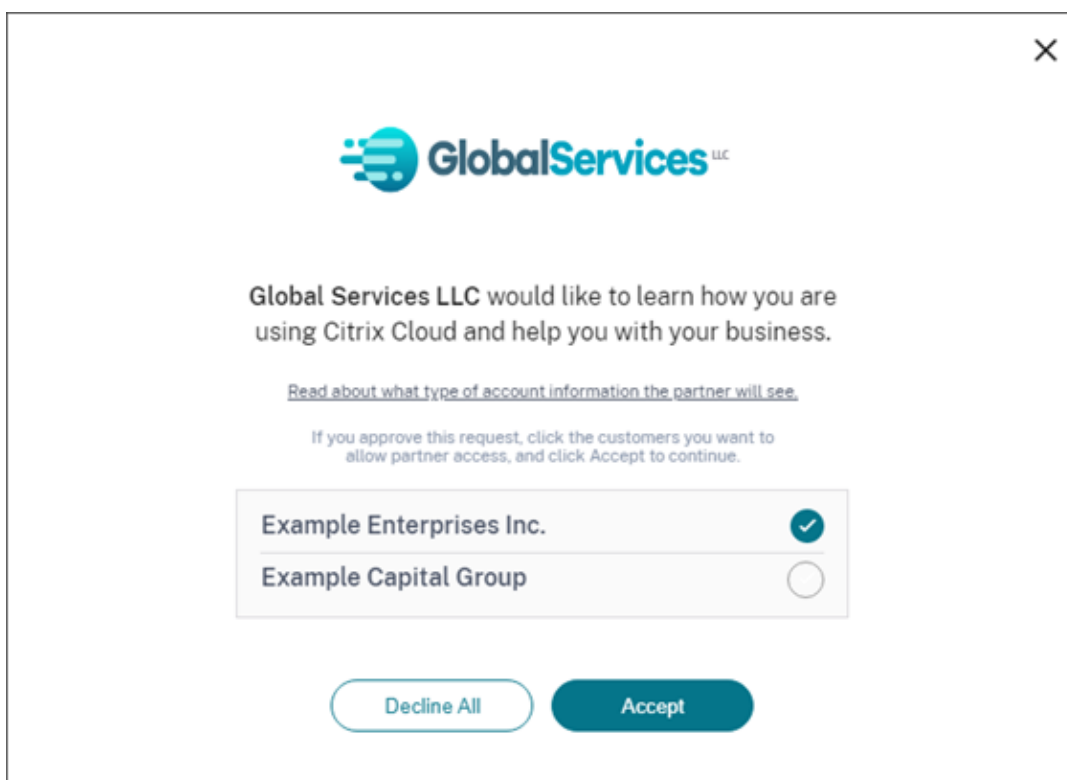 GlobalServices LLC
Global Services LLC would like to learn how you are
using Citrix Cloud and help you with your business.
Read about what type of account information the partner will see.
If you approve this request, click the customers you want to
allow partner access, and click Accept to continue.
Example Enterprises Inc.
Example Capital Group
Decline All Accept